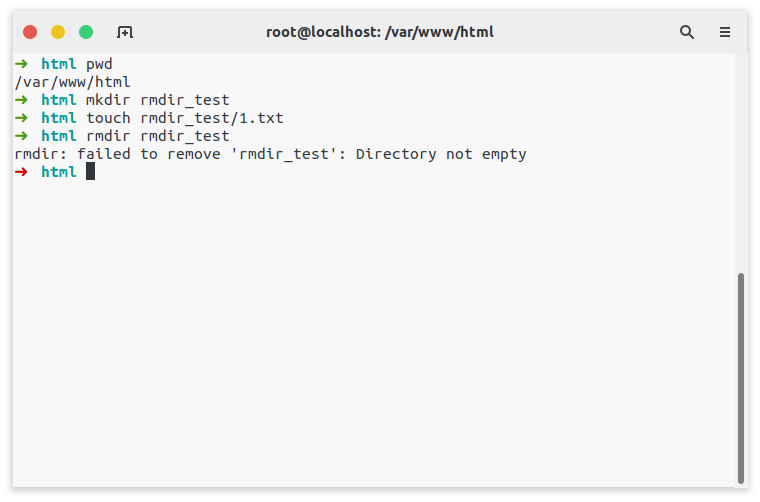 root@localhost: /var/www/html
➜ html pwd
/var/www/html
➜ html mkdir rmdir_test
➜ html touch rmdir_test/1.txt
➜ html rmdir rmdir_test
rmdir: failed to remove 'rmdir_test': Directory not empty
➜ html